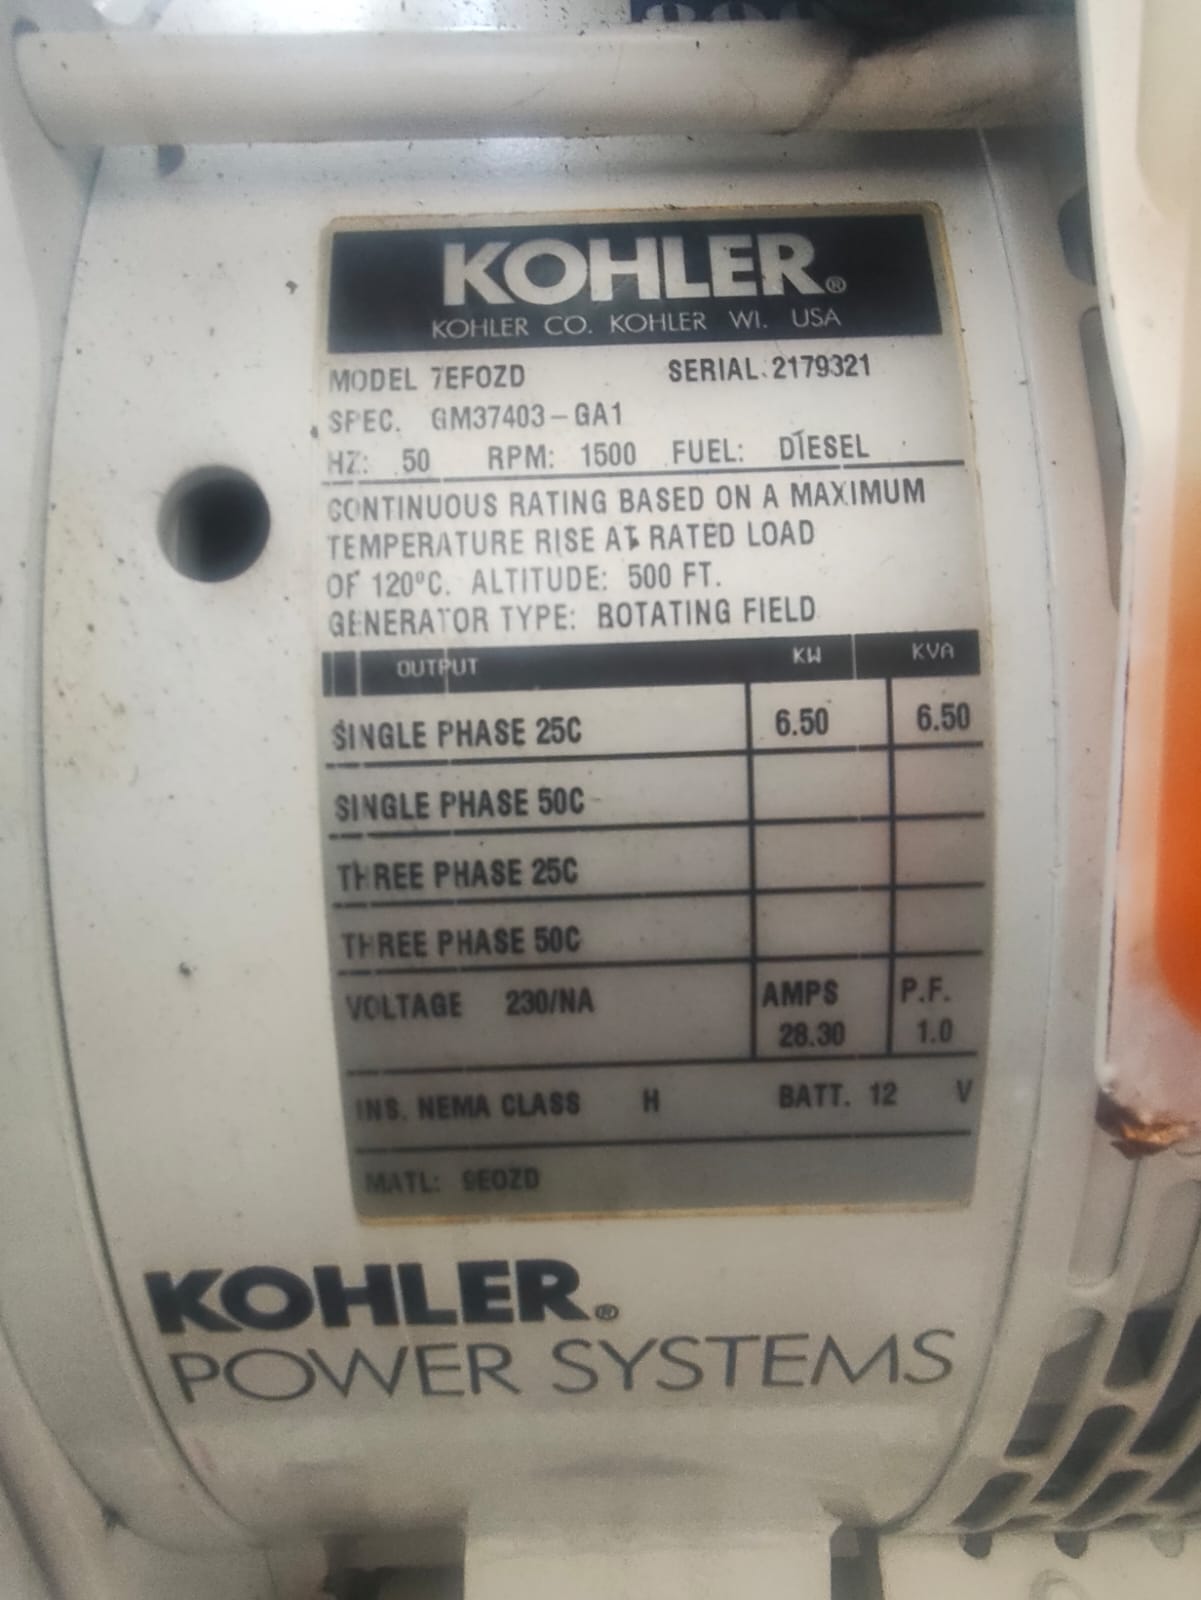 KOHLER®
KOHLER CO. KOHLER WI. USA
MODEL 7EFOZD SERIAL 2179321
SPEC. GM37403-GA1
HZ: 50 RPM: 1500 FUEL: DIESEL
CONTINUOUS RATING BASED ON A MAXIMUM
TEMPERATURE RISE AT RATED LOAD
OF 120°C. ALTITUDE: 500 FT.
GENERATOR TYPE: ROTATING FIELD
OUTPUT KW KVA
SINGLE PHASE 25C 6.50 6.50
SINGLE PHASE 50C
THREE PHASE 25C
THREE PHASE 50C
VOLTAGE 230/NA AMPS P.F.
28.30 1.0
INS. NEMA CLASS H BATT. 12 V
MATL: 9EOZD
KOHLER®
POWER SYSTEMS